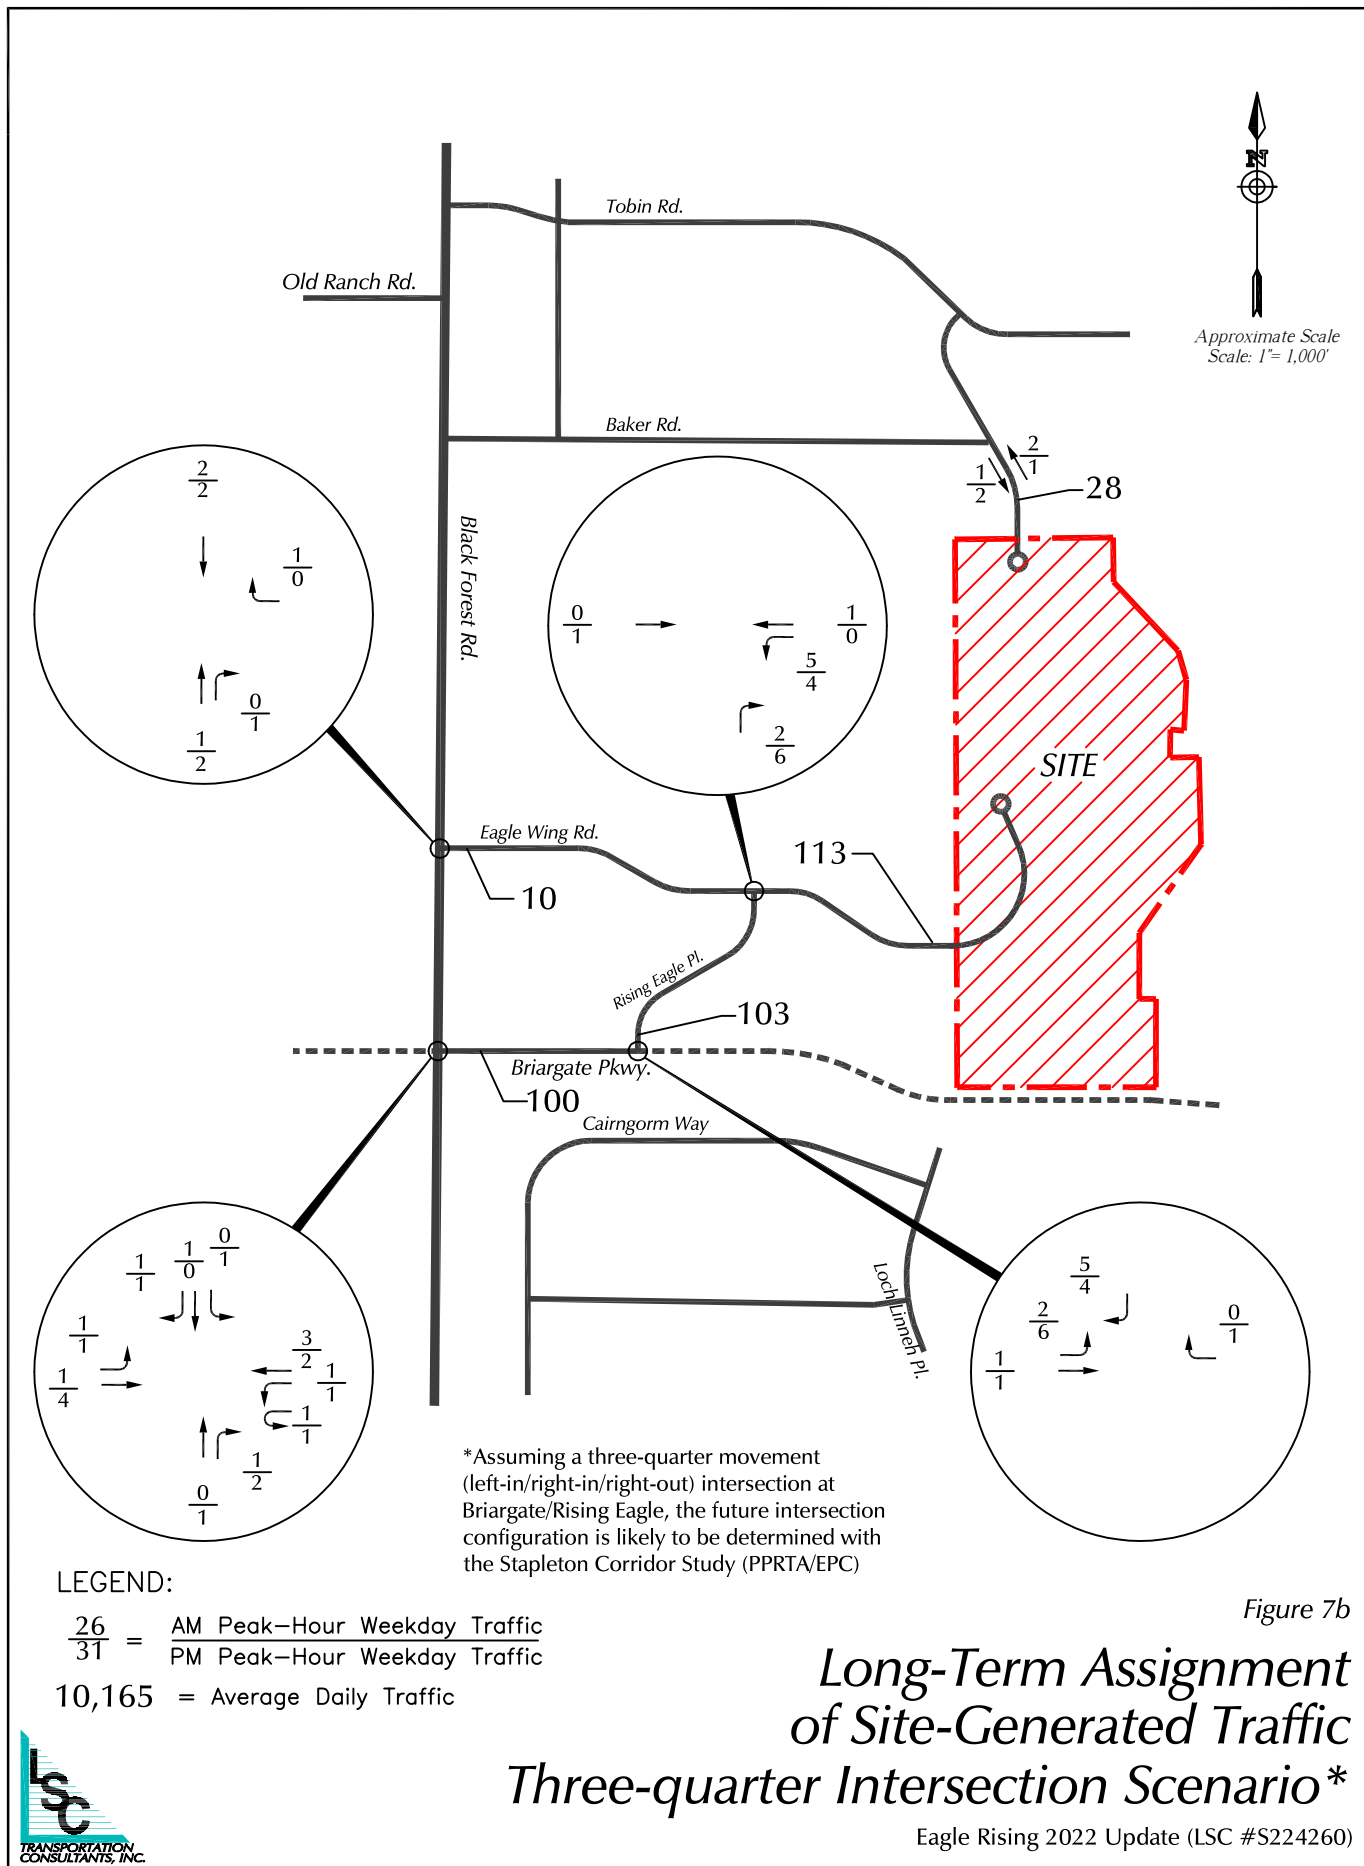 N
Approximate Scale
Scale: 1"= 1,000'
Tobin Rd.
Old Ranch Rd.
Baker Rd.
Black Forest Rd.
2
1
1
2
28
2
2
1
0
0
1
1
2
0
1
1
0
5
4
2
6
SITE
Eagle Wing Rd.
113
10
Rising Eagle Pl.
103
Briargate Pkwy.
100
Cairngorm Way
Loch Linneh Pl.
0
1
1
0
1
1
1
1
1
4
3
2
1
1
1
1
1
2
0
1
5
4
2
6
1
1
0
1
*Assuming a three-quarter movement
(left-in/right-in/right-out) intersection at
Briargate/Rising Eagle, the future intersection
configuration is likely to be determined with
the Stapleton Corridor Study (PPRTA/EPC)
LEGEND:
26
31 =
AM Peak-Hour Weekday Traffic
PM Peak-Hour Weekday Traffic
10,165 = Average Daily Traffic
Figure 7b
Long-Term Assignment
of Site-Generated Traffic
Three-quarter Intersection Scenario*
Eagle Rising 2022 Update (LSC #S224260)
LSC
TRANSPORTATION
CONSULTANTS, INC.